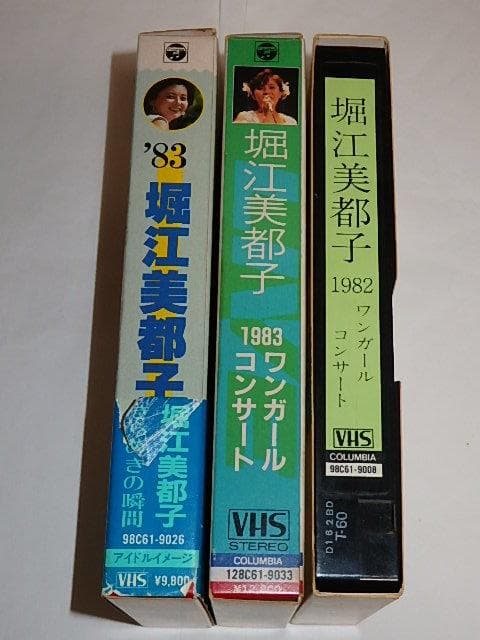 '83
堀江美都子
堀江美都子
きの瞬間
98C61-9026
アイドルイメージ
VHS ¥9,800
堀江美都子
1983 ワンガール
コンサート
VHS
STEREO
COLUMBIA
128C61-9033
堀江美都子
1982 ワンガール
コンサート
VHS
COLUMBIA
98C61-9008
D162BD
T-60